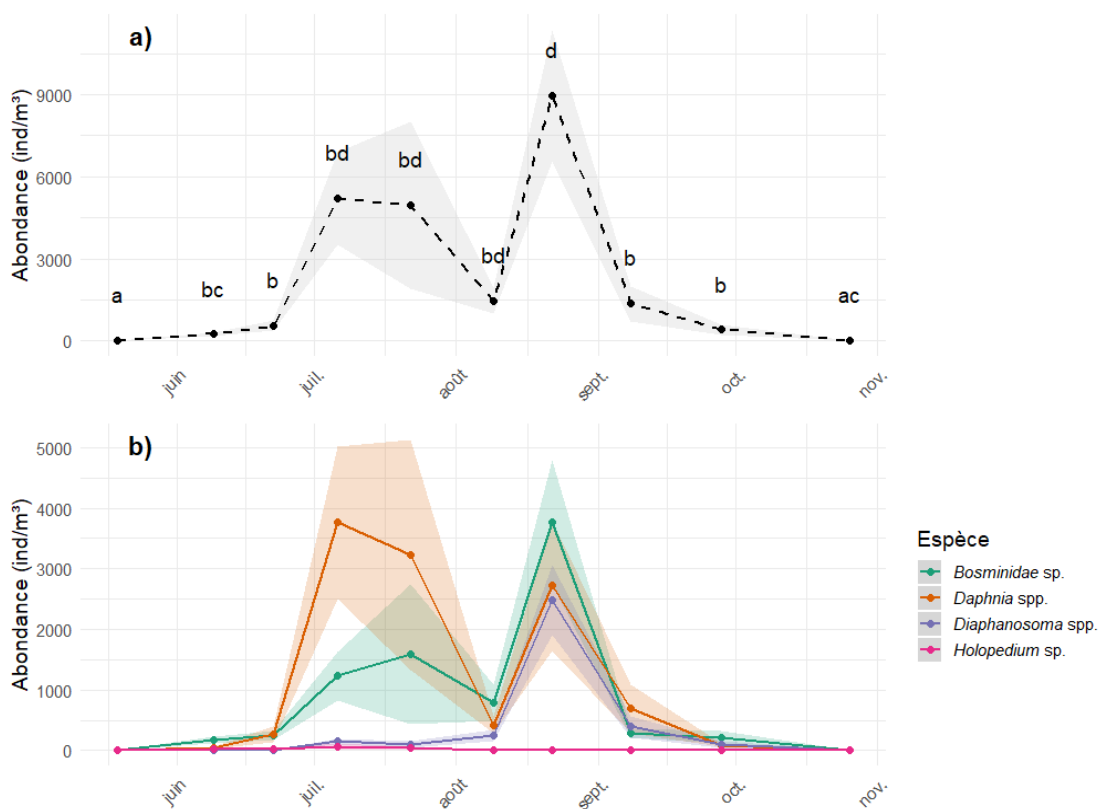 a)
Abondance (ind/m³)
9000
6000
3000
0
a
bc
b
bd
bd
bd
d
b
b
ac
juin
juil.
août
sept.
oct.
nov.
b)
Abondance (ind/m³)
5000
4000
3000
2000
1000
0
juin
juil.
août
sept.
oct.
nov.
Espèce
Bosminidae sp.
Daphnia spp.
Diaphanosoma spp.
Holopedium sp.